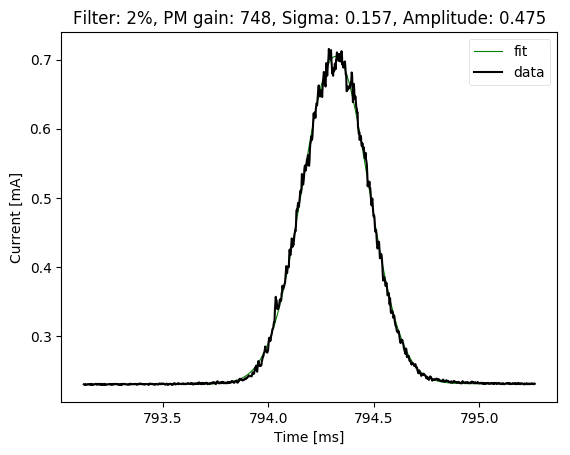 Filter: 2%, PM gain: 748, Sigma: 0.157, Amplitude: 0.475
fit
data
0.7
0.6
0.5
0.4
0.3
Current [mA]
793.5
794.0
794.5
795.0
Time [ms]